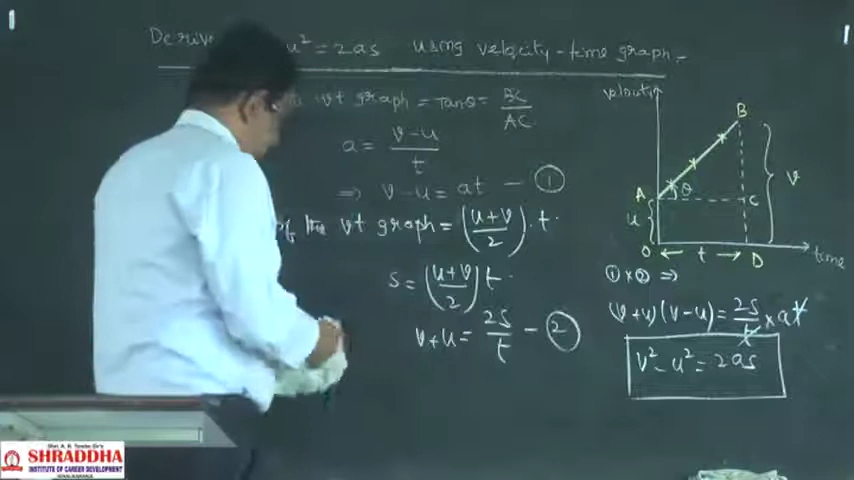 Derive u² = 2as using velocity-time graph -
vt graph = Tanθ = BC/AC
a = (v-u)/t
⇒ v-u = at - ①
of the vt graph = ((u+v)/2) . t .
s = ((u+v)/2) t .
v+u = 2s/t - ②
velocity
B
A
θ
C
v
u
O
t
D
time
① × ② ⇒
(v+u) (v-u) = 2s/t × at
v² - u² = 2as
SHRADDHA
INSTITUTE OF CAREER DEVELOPMENT